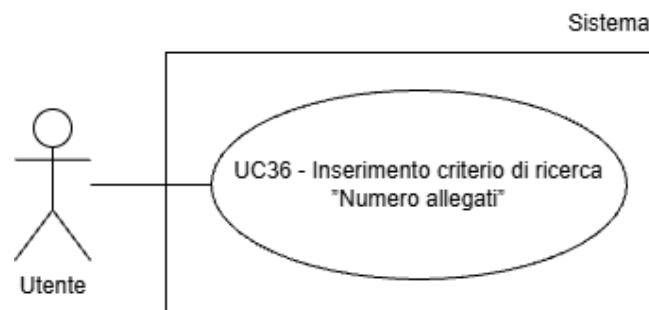 Sistema
UC36 - Inserimento criterio di ricerca
"Numero allegati"
Utente